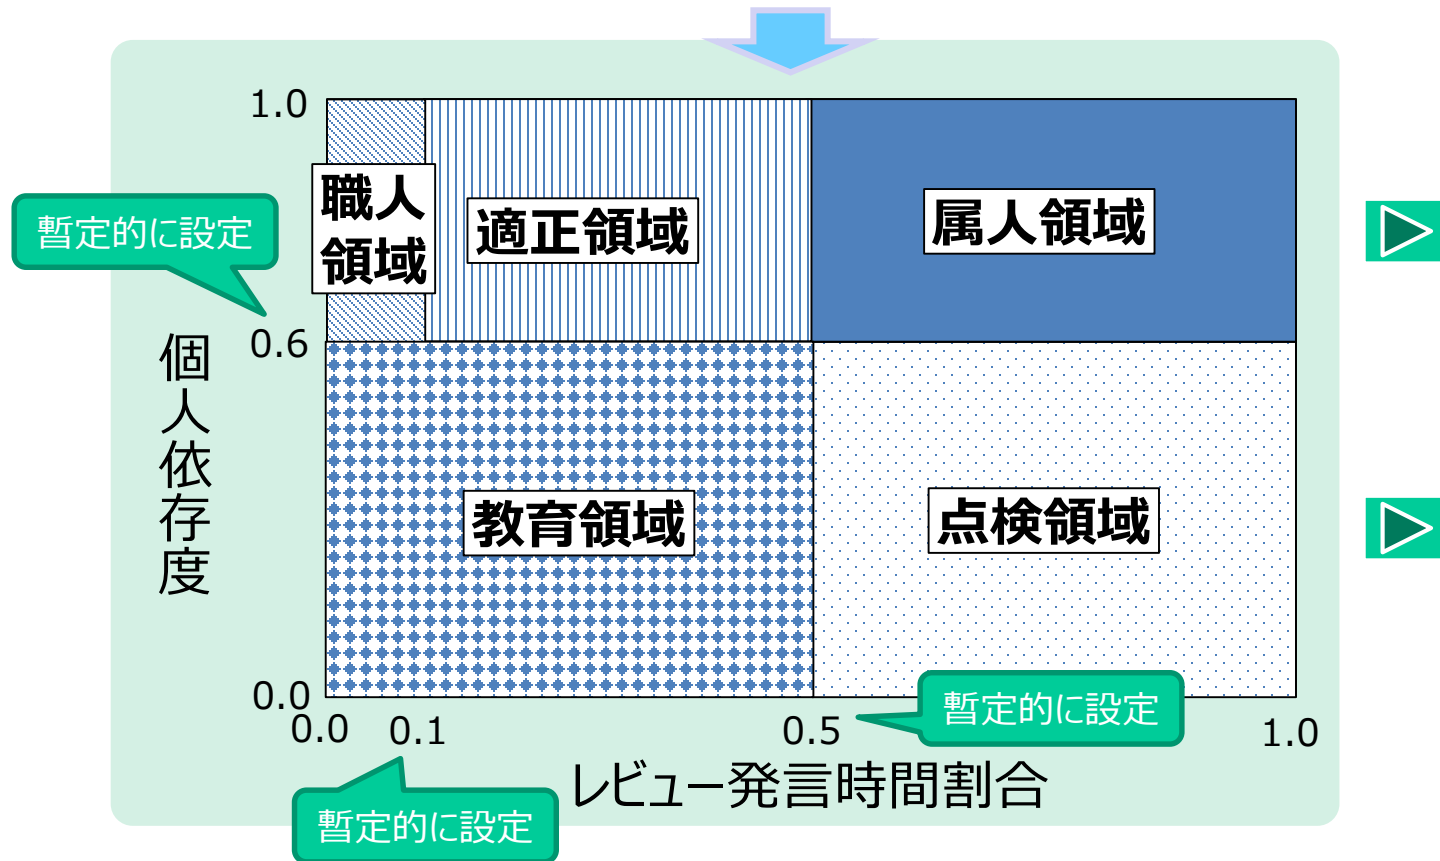 1.0
職人
領域
適正領域
属人領域
暫定的に設定
0.6
個人依存度
教育領域
点検領域
0.0
0.0
0.1
0.5
暫定的に設定
1.0
レビュー発言時間割合
暫定的に設定